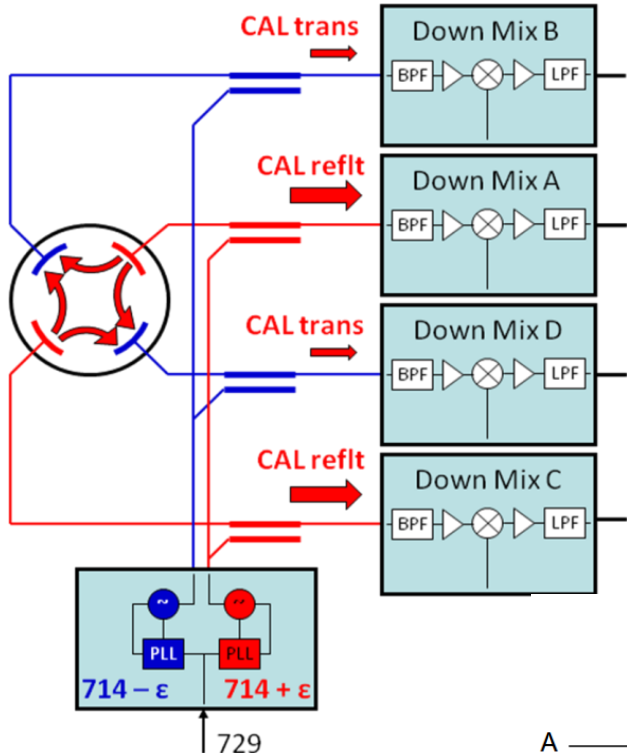 CAL trans
Down Mix B
BPF
LPF
CAL reflt
Down Mix A
BPF
LPF
CAL trans
Down Mix D
BPF
LPF
CAL reflt
Down Mix C
BPF
LPF
~ ~
PLL PLL
714 – ε 714 + ε
729
A